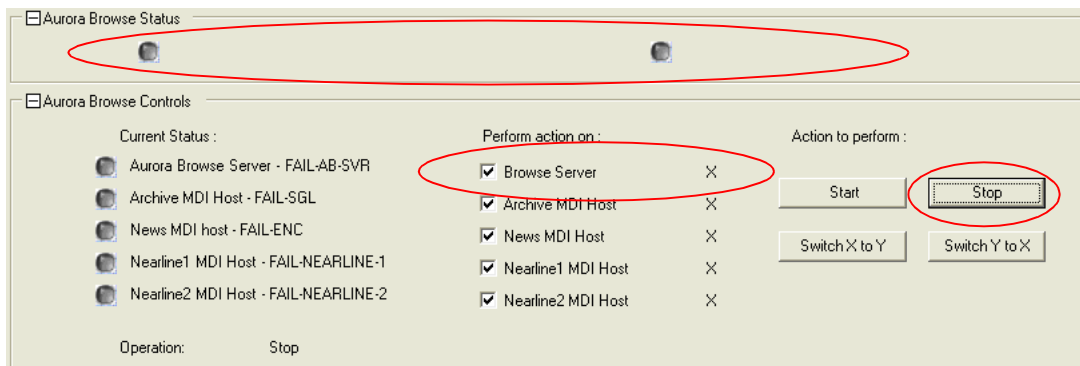 Aurora Browse Status
Aurora Browse Controls
Current Status :
Perform action on :
Action to perform :
Aurora Browse Server - FAIL-AB-SVR
Browse Server X
Archive MDI Host - FAIL-SGL
Archive MDI Host X
Start
Stop
News MDI host - FAIL-ENC
News MDI Host X
Switch X to Y
Switch Y to X
Nearline1 MDI Host - FAIL-NEARLINE-1
Nearline1 MDI Host X
Nearline2 MDI Host - FAIL-NEARLINE-2
Nearline2 MDI Host X
Operation: Stop